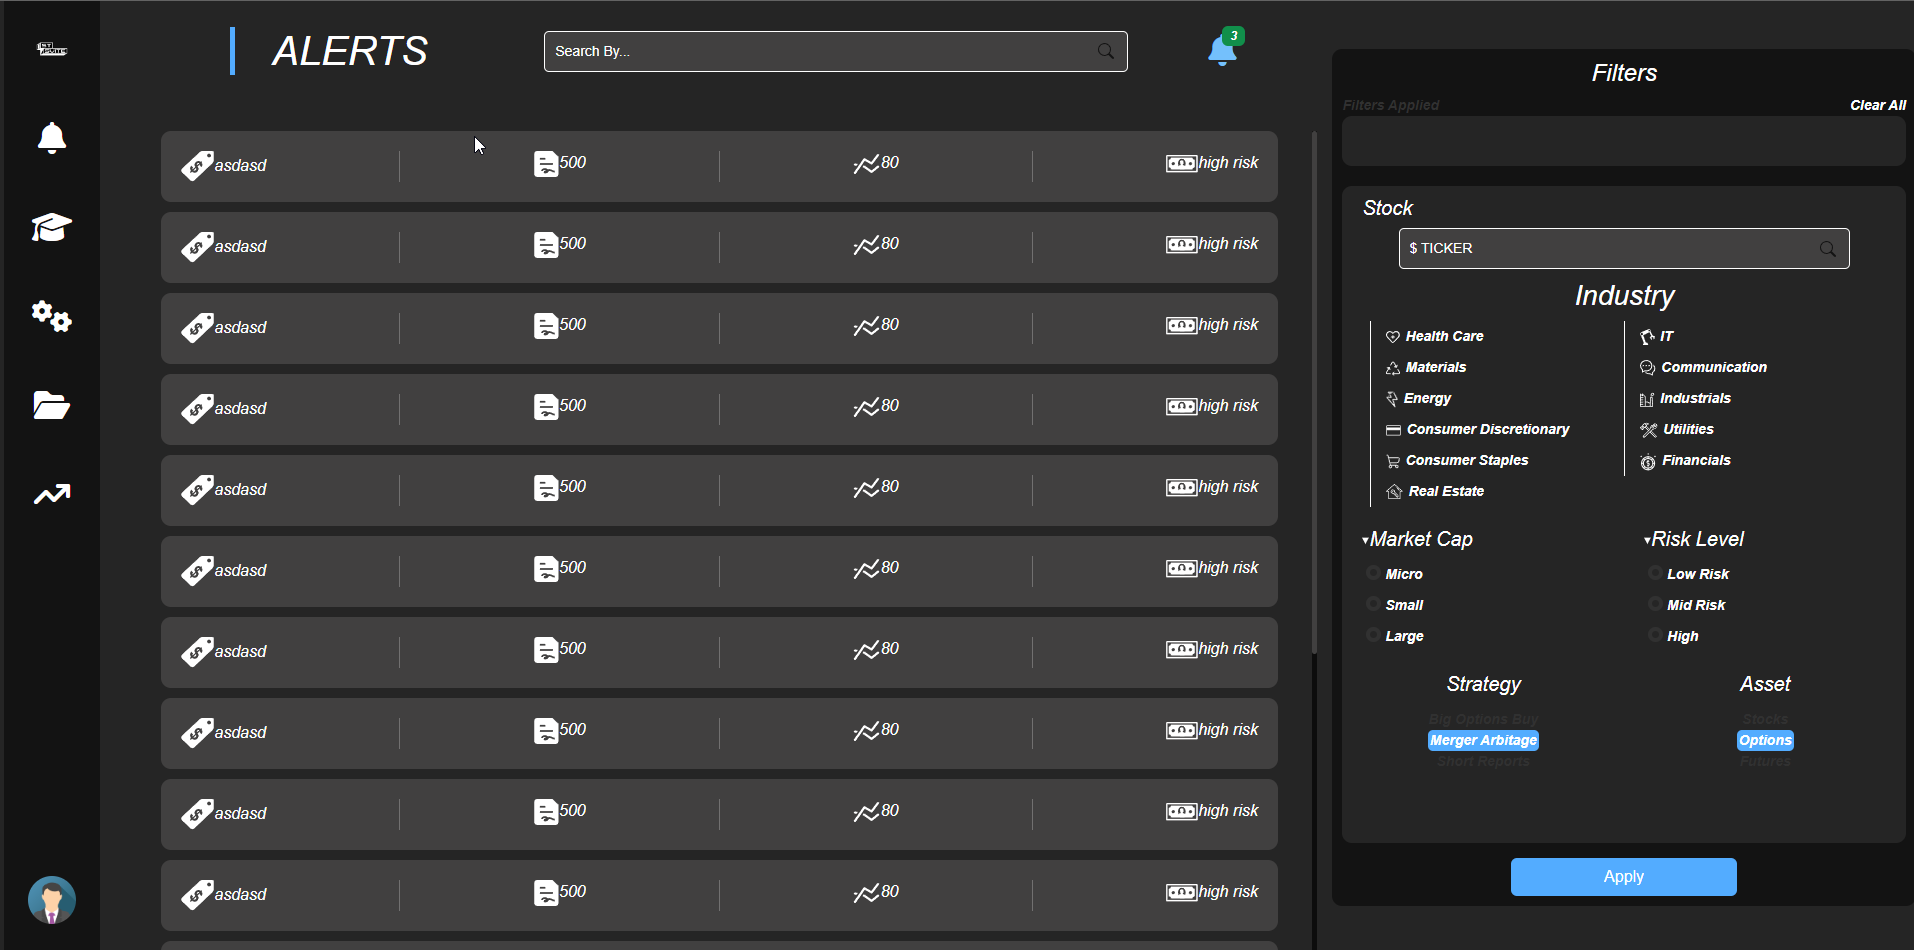 ALERTS
Search By...
3
asdasd 500 80 high risk
asdasd 500 80 high risk
asdasd 500 80 high risk
asdasd 500 80 high risk
asdasd 500 80 high risk
asdasd 500 80 high risk
asdasd 500 80 high risk
asdasd 500 80 high risk
asdasd 500 80 high risk
asdasd 500 80 high risk
Filters
Filters Applied Clear All
Stock
$ TICKER
Industry
Health Care
Materials
Energy
Consumer Discretionary
Consumer Staples
Real Estate
IT
Communication
Industrials
Utilities
Financials
Market Cap
Micro
Small
Large
Risk Level
Low Risk
Mid Risk
High
Strategy
Big Options Buy
Merger Arbitage
Short Reports
Asset
Stocks
Options
Futures
Apply